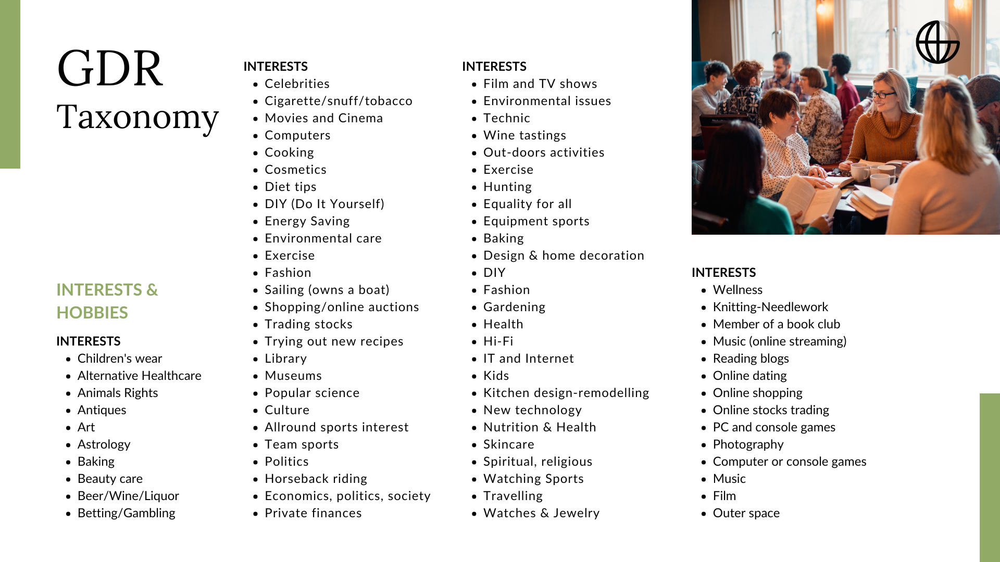 GDR
Taxonomy
INTERESTS &
HOBBIES
INTERESTS
Children's wear
Alternative Healthcare
Animals Rights
Antiques
Art
Astrology
Baking
Beauty care
Beer/Wine/Liquor
Betting/Gambling
INTERESTS
Celebrities
Cigarette/snuff/tobacco
Movies and Cinema
Computers
Cooking
Cosmetics
Diet tips
DIY (Do It Yourself)
Energy Saving
Environmental care
Exercise
Fashion
Sailing (owns a boat)
Shopping/online auctions
Trading stocks
Trying out new recipes
Library
Museums
Popular science
Culture
Allround sports interest
Team sports
Politics
Horseback riding
Economics, politics, society
Private finances
INTERESTS
Film and TV shows
Environmental issues
Technic
Wine tastings
Out-doors activities
Exercise
Hunting
Equality for all
Equipment sports
Baking
Design & home decoration
DIY
Fashion
Gardening
Health
Hi-Fi
IT and Internet
Kids
Kitchen design-remodelling
New technology
Nutrition & Health
Skincare
Spiritual, religious
Watching Sports
Travelling
Watches & Jewelry
INTERESTS
Wellness
Knitting-Needlework
Member of a book club
Music (online streaming)
Reading blogs
Online dating
Online shopping
Online stocks trading
PC and console games
Photography
Computer or console games
Music
Film
Outer space